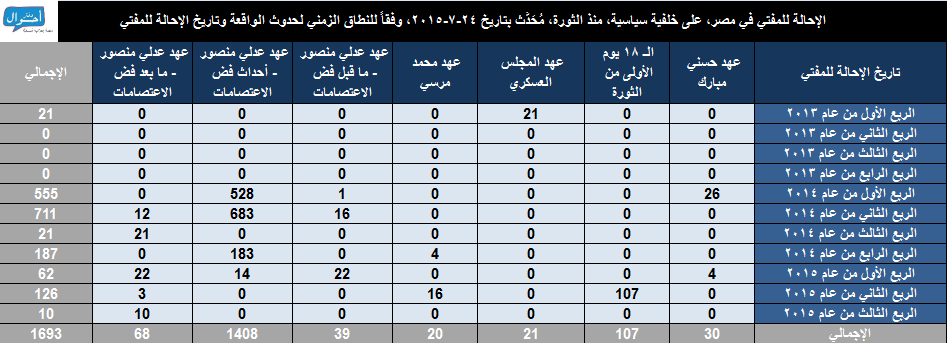 احتـرال
الإحالة للمفتي في مصر، على خلفية سياسية، منذ الثورة، مُحَدَّث بتاريخ ٢٤-٧-٢٠١٥، وفقاً للنطاق الزمني لحدوث الواقعة وتاريخ الإحالة للمفتي
تاريخ الإحالة للمفتي عهد حسني مبارك الـ ١٨ يوم الأولى من الثورة عهد المجلس العسكري عهد محمد مرسي عهد عدلي منصور - ما قبل فض الاعتصامات عهد عدلي منصور - أحداث فض الاعتصامات عهد عدلي منصور - ما بعد فض الاعتصامات الإجمالي
الربع الأول من عام ٢٠١٣ 0 0 21 0 0 0 0 21
الربع الثاني من عام ٢٠١٣ 0 0 0 0 0 0 0 0
الربع الثالث من عام ٢٠١٣ 0 0 0 0 0 0 0 0
الربع الرابع من عام ٢٠١٣ 0 0 0 0 0 0 0 0
الربع الأول من عام ٢٠١٤ 26 0 0 0 1 528 0 555
الربع الثاني من عام ٢٠١٤ 0 0 0 0 16 683 12 711
الربع الثالث من عام ٢٠١٤ 0 0 0 0 0 0 21 21
الربع الرابع من عام ٢٠١٤ 0 0 0 4 0 183 0 187
الربع الأول من عام ٢٠١٥ 4 0 0 0 22 14 22 62
الربع الثاني من عام ٢٠١٥ 0 107 0 16 0 0 3 126
الربع الثالث من عام ٢٠١٥ 0 0 0 0 0 0 10 10
الإجمالي 30 107 21 20 39 1408 68 1693